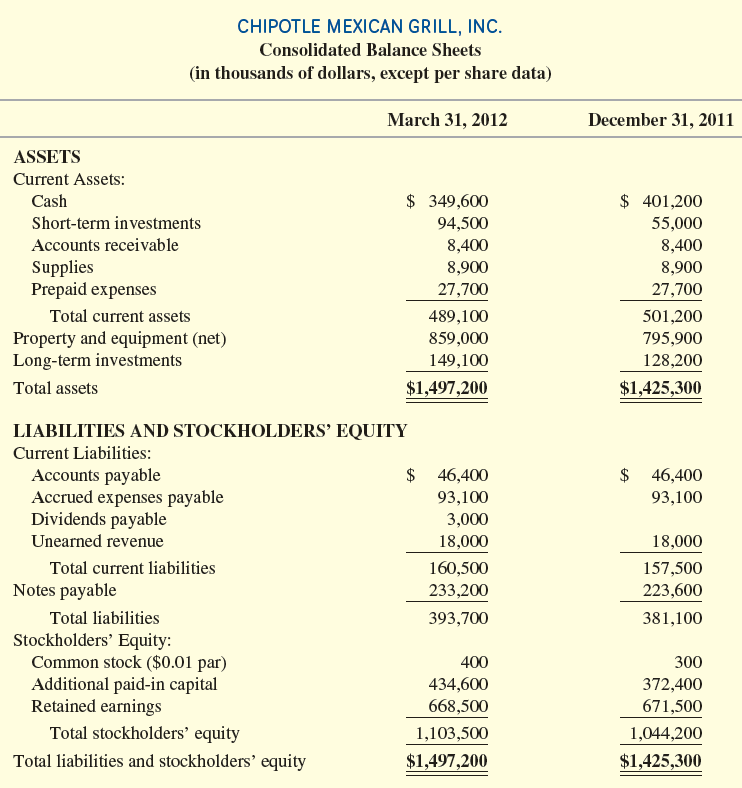 CHIPOTLE MEXICAN GRILL, INC.
Consolidated Balance Sheets
(in thousands of dollars, except per share data)
March 31, 2012 December 31, 2011
ASSETS
Current Assets:
Cash $ 349,600 $ 401,200
Short-term investments 94,500 55,000
Accounts receivable 8,400 8,400
Supplies 8,900 8,900
Prepaid expenses 27,700 27,700
Total current assets 489,100 501,200
Property and equipment (net) 859,000 795,900
Long-term investments 149,100 128,200
Total assets $1,497,200 $1,425,300
LIABILITIES AND STOCKHOLDERS’ EQUITY
Current Liabilities:
Accounts payable $ 46,400 $ 46,400
Accrued expenses payable 93,100 93,100
Dividends payable 3,000
Unearned revenue 18,000 18,000
Total current liabilities 160,500 157,500
Notes payable 233,200 223,600
Total liabilities 393,700 381,100
Stockholders’ Equity:
Common stock ($0.01 par) 400 300
Additional paid-in capital 434,600 372,400
Retained earnings 668,500 671,500
Total stockholders’ equity 1,103,500 1,044,200
Total liabilities and stockholders’ equity $1,497,200 $1,425,300